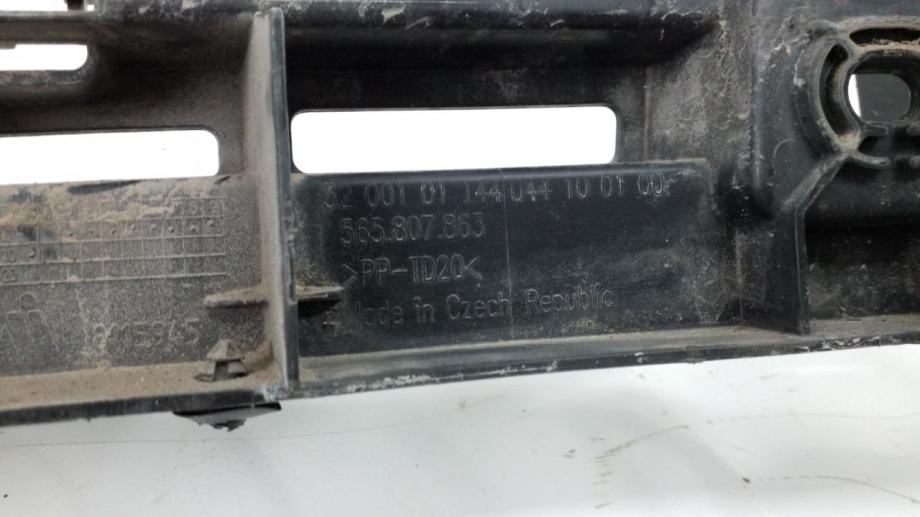 32 001 01 144 044 10 01 00
565.807.863
>PP-TD20<
Made in Czech Republic